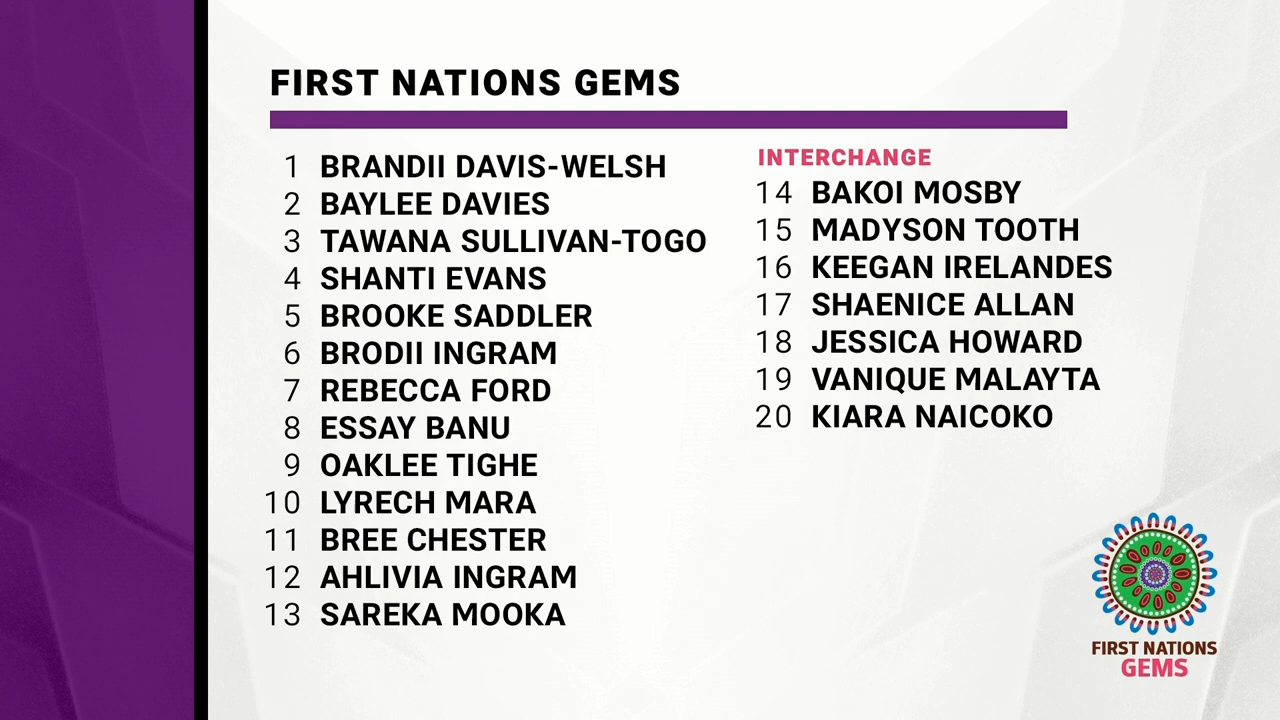 FIRST NATIONS GEMS
1 BRANDII DAVIS-WELSH
2 BAYLEE DAVIES
3 TAWANA SULLIVAN-TOGO
4 SHANTI EVANS
5 BROOKE SADDLER
6 BRODII INGRAM
7 REBECCA FORD
8 ESSAY BANU
9 OAKLEE TIGHE
10 LYRECH MARA
11 BREE CHESTER
12 AHLIVIA INGRAM
13 SAREKA MOOKA
INTERCHANGE
14 BAKOI MOSBY
15 MADYSON TOOTH
16 KEEGAN IRELANDES
17 SHAENICE ALLAN
18 JESSICA HOWARD
19 VANIQUE MALAYTA
20 KIARA NAICOKO
FIRST NATIONS
GEMS